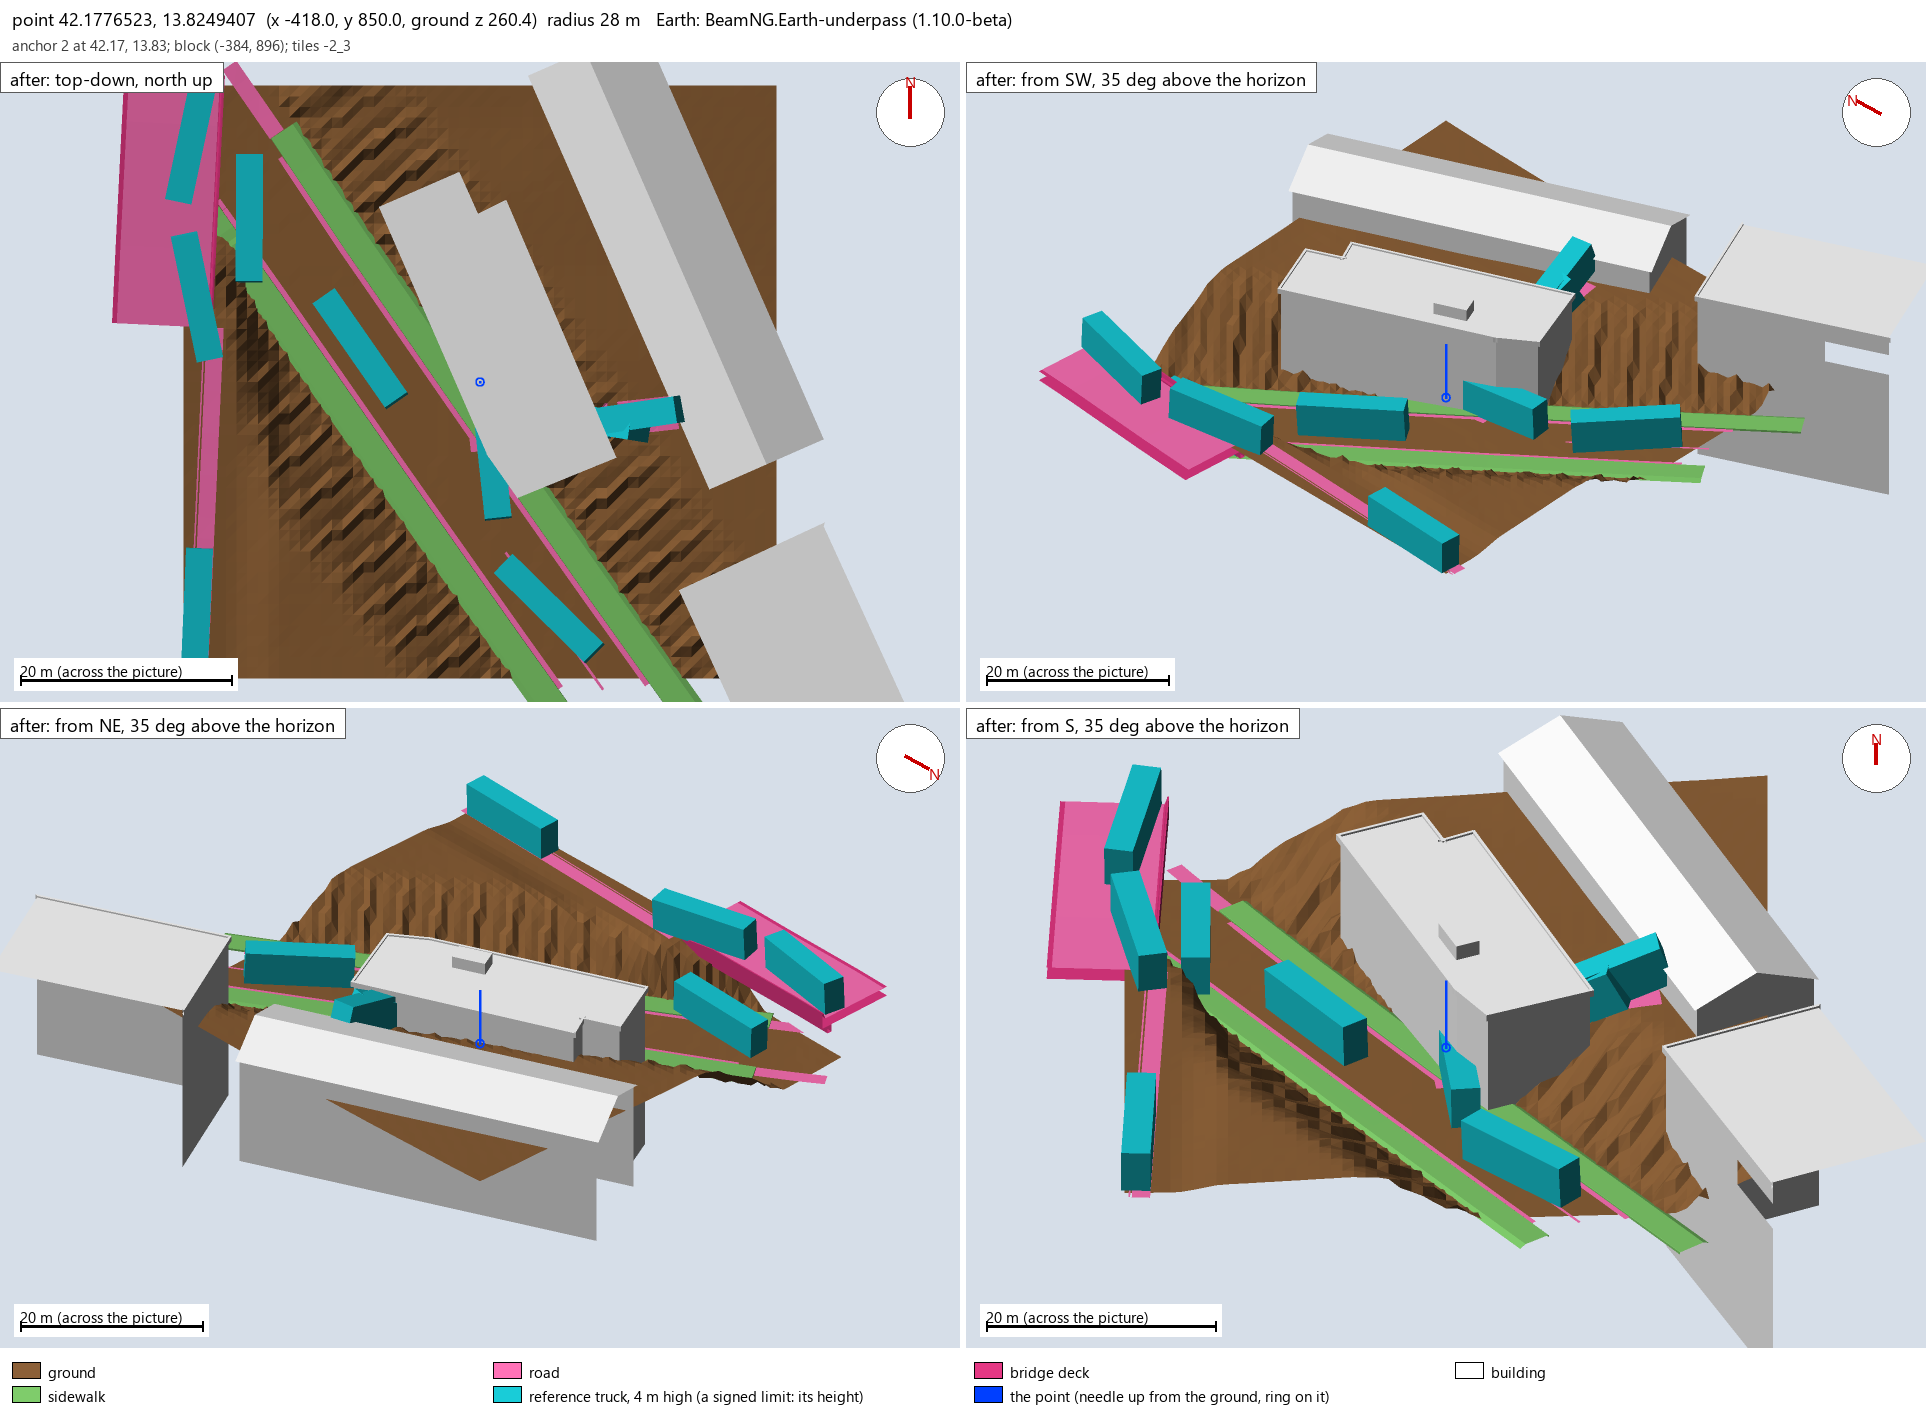 point 42.1776523, 13.8249407  (x -418.0, y 850.0, ground z 260.4)  radius 28 m   Earth: BeamNG.Earth-underpass (1.10.0-beta)
anchor 2 at 42.17, 13.83; block (-384, 896); tiles -2_3
after: top-down, north up
N
20 m (across the picture)
after: from SW, 35 deg above the horizon
N
20 m (across the picture)
after: from NE, 35 deg above the horizon
N
20 m (across the picture)
after: from S, 35 deg above the horizon
N
20 m (across the picture)
ground
road
bridge deck
building
sidewalk
reference truck, 4 m high (a signed limit: its height)
the point (needle up from the ground, ring on it)